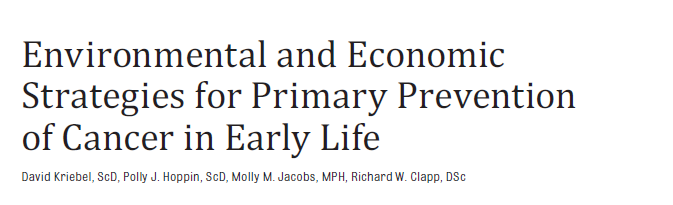 Environmental and Economic
Strategies for Primary Prevention
of Cancer in Early Life
David Kriebel, ScD, Polly J. Hoppin, ScD, Molly M. Jacobs, MPH, Richard W. Clapp, DSc